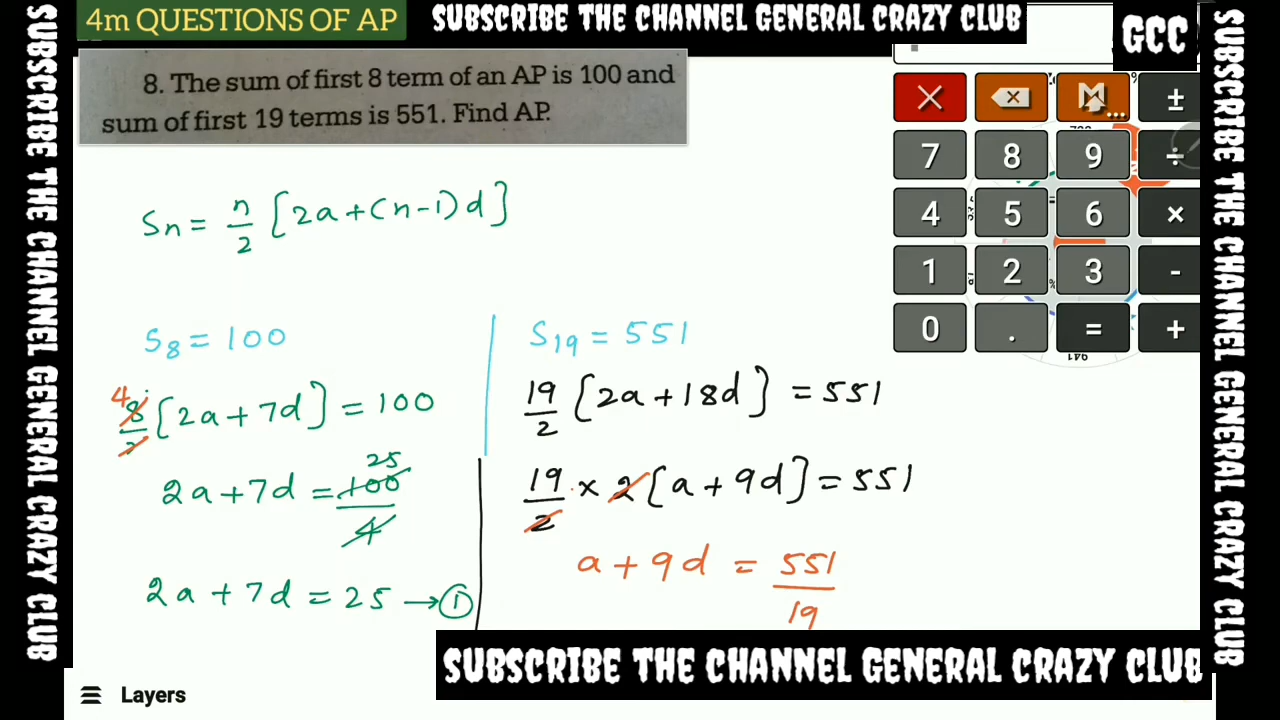 4m QUESTIONS OF AP
SUBSCRIBE THE CHANNEL GENERAL CRAZY CLUB
GCC
8. The sum of first 8 term of an AP is 100 and
sum of first 19 terms is 551. Find AP.
Sn = n/2 [2a+(n-1)d]
S8 = 100
4
8/2 [2a+7d] = 100
25
2a+7d = 100/4
2a+7d = 25 → ①
S19 = 551
19/2 [2a+18d] = 551
19/2 × 2[a+9d] = 551
a+9d = 551/19
M...
±
7 8 9 ÷
4 5 6 ×
1 2 3 -
0 . = +
SUBSCRIBE THE CHANNEL GENERAL CRAZY CLUB
SUBSCRIBE THE CHANNEL GENERAL CRAZY CLUB
SUBSCRIBE THE CHANNEL GENERAL CRAZY CLUB
Layers